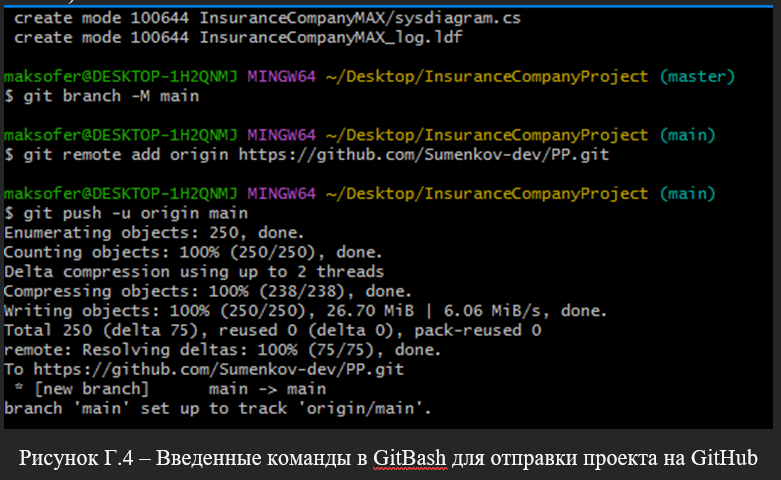 create mode 100644 InsuranceCompanyMAX/sysdiagram.cs
create mode 100644 InsuranceCompanyMAX_log.ldf
maksofer@DESKTOP-1H2QNMJ MINGW64 ~/Desktop/InsuranceCompanyProject (master)
$ git branch -M main
maksofer@DESKTOP-1H2QNMJ MINGW64 ~/Desktop/InsuranceCompanyProject (main)
$ git remote add origin https://github.com/Sumenkov-dev/PP.git
maksofer@DESKTOP-1H2QNMJ MINGW64 ~/Desktop/InsuranceCompanyProject (main)
$ git push -u origin main
Enumerating objects: 250, done.
Counting objects: 100% (250/250), done.
Delta compression using up to 2 threads
Compressing objects: 100% (238/238), done.
Writing objects: 100% (250/250), 26.70 MiB | 6.06 MiB/s, done.
Total 250 (delta 75), reused 0 (delta 0), pack-reused 0
remote: Resolving deltas: 100% (75/75), done.
To https://github.com/Sumenkov-dev/PP.git
* [new branch]      main -> main
branch 'main' set up to track 'origin/main'.
Рисунок Г.4 – Введенные команды в GitBash для отправки проекта на GitHub